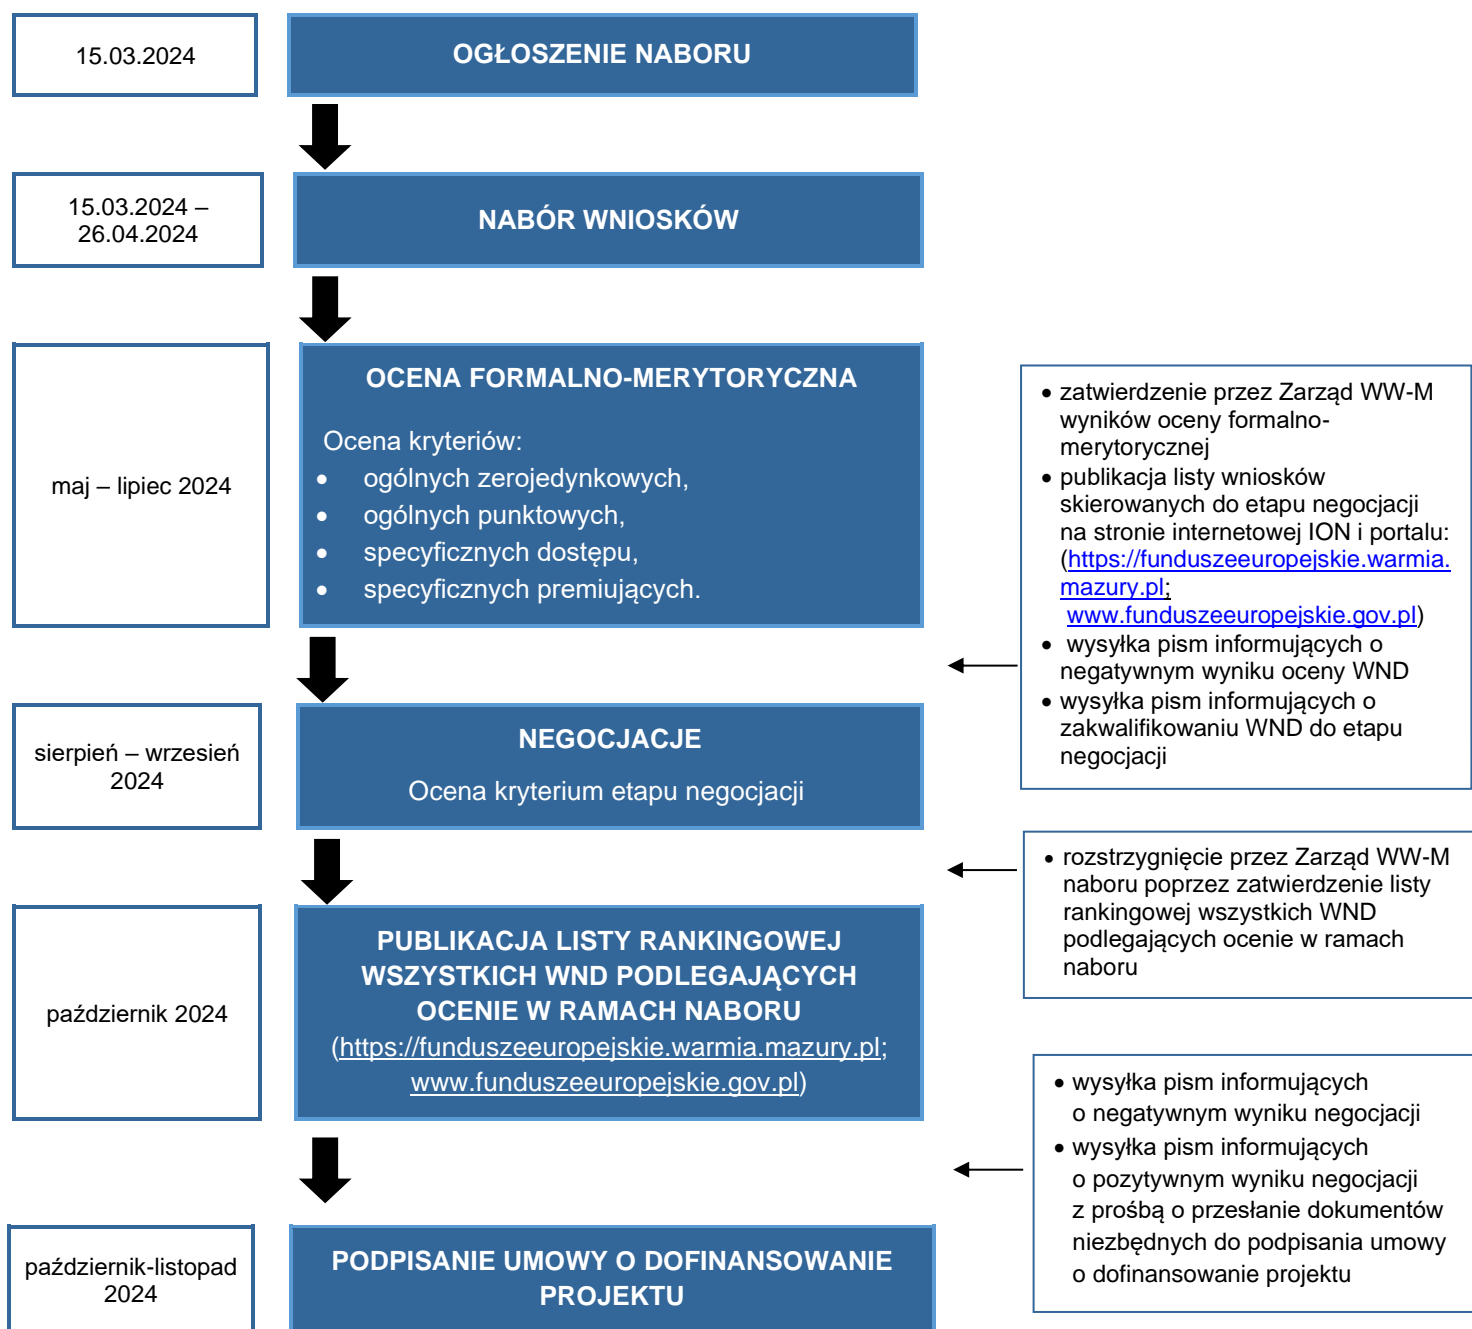 15.03.2024
OGŁOSZENIE NABORU
15.03.2024 –
26.04.2024
NABÓR WNIOSKÓW
maj – lipiec 2024
OCENA FORMALNO-MERYTORYCZNA
Ocena kryteriów:
• ogólnych zerojedynkowych,
• ogólnych punktowych,
• specyficznych dostępu,
• specyficznych premiujących.
• zatwierdzenie przez Zarząd WW-M
wyników oceny formalno-
merytorycznej
• publikacja listy wniosków
skierowanych do etapu negocjacji
na stronie internetowej ION i portalu:
(https://funduszeeuropejskie.warmia.
mazury.pl;
www.funduszeeuropejskie.gov.pl)
• wysyłka pism informujących o
negatywnym wyniku oceny WND
• wysyłka pism informujących o
zakwalifikowaniu WND do etapu
negocjacji
sierpień – wrzesień
2024
NEGOCJACJE
Ocena kryterium etapu negocjacji
• rozstrzygnięcie przez Zarząd WW-M
naboru poprzez zatwierdzenie listy
rankingowej wszystkich WND
podlegających ocenie w ramach
naboru
październik 2024
PUBLIKACJA LISTY RANKINGOWEJ
WSZYSTKICH WND PODLEGAJĄCYCH
OCENIE W RAMACH NABORU
(https://funduszeeuropejskie.warmia.mazury.pl;
www.funduszeeuropejskie.gov.pl)
• wysyłka pism informujących
o negatywnym wyniku negocjacji
• wysyłka pism informujących
o pozytywnym wyniku negocjacji
z prośbą o przesłanie dokumentów
niezbędnych do podpisania umowy
o dofinansowanie projektu
październik-listopad
2024
PODPISANIE UMOWY O DOFINANSOWANIE
PROJEKTU